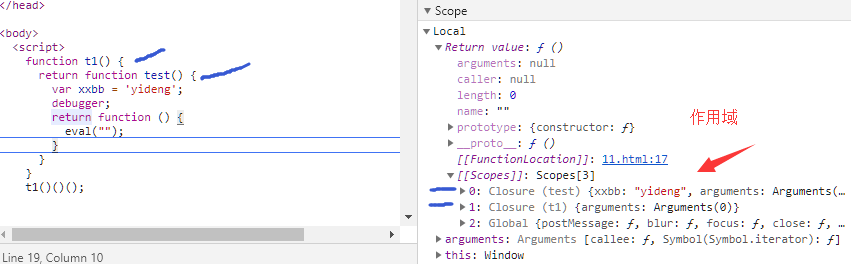 </head>
<body>
<script>
function t1() {
return function test() {
var xxbb = 'yideng';
debugger;
return function () {
eval("");
}
}
}
t1()()();
Line 19, Column 10
Scope
Local
Return value: ƒ ()
arguments: null
caller: null
length: 0
name: ""
prototype: {constructor: ƒ}
__proto__: ƒ ()
[[FunctionLocation]]: 11.html:17
[[Scopes]]: Scopes[3]
0: Closure (test) {xxbb: "yideng", arguments: Arguments(…
1: Closure (t1) {arguments: Arguments(0)}
2: Global {postMessage: ƒ, blur: ƒ, focus: ƒ, close: ƒ, …
arguments: Arguments [callee: ƒ, Symbol(Symbol.iterator): ƒ]
this: Window
作用域